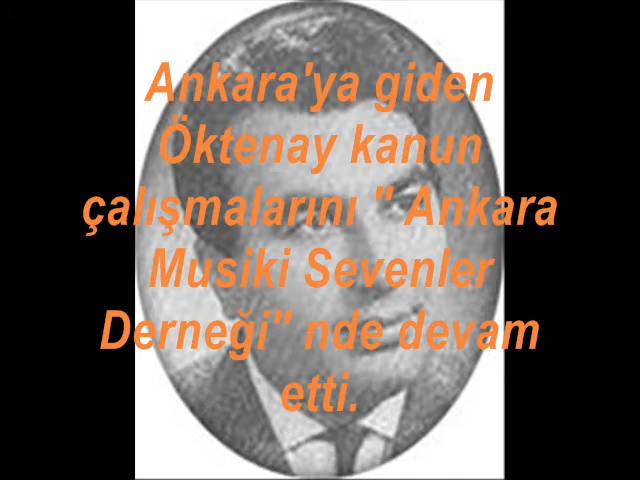 Ankara'ya giden
Öktenay kanun
çalışmalarını " Ankara
Musiki Sevenler
Derneği" nde devam
etti.